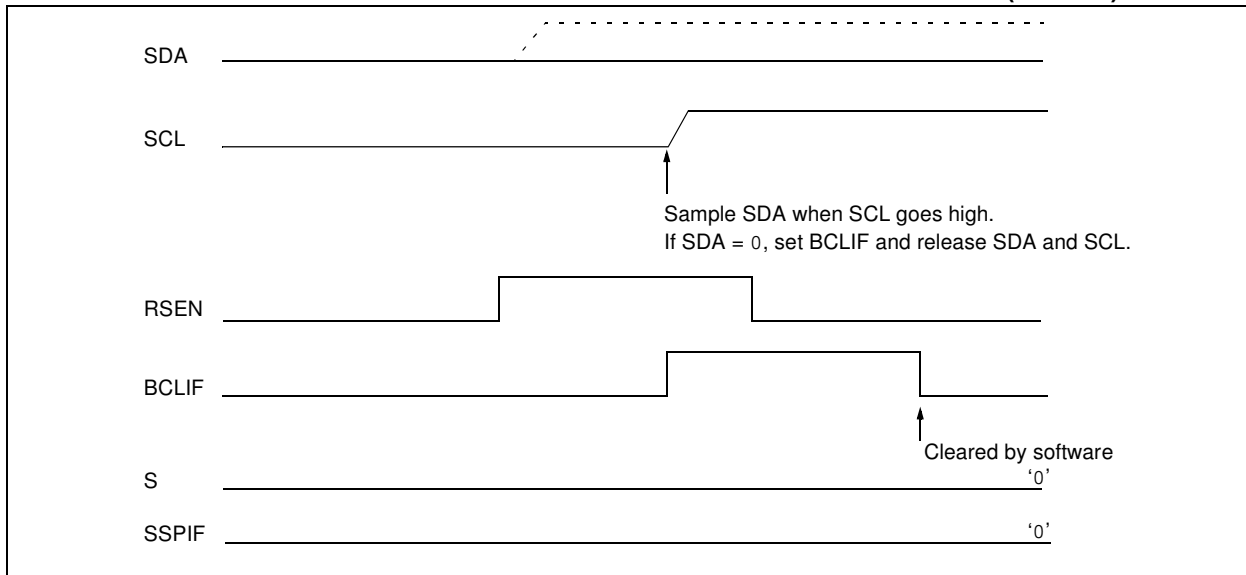 SDA
SCL
Sample SDA when SCL goes high.
If SDA = 0, set BCLIF and release SDA and SCL.
RSEN
BCLIF
Cleared by software
S
‘0’
SSPIF
‘0’